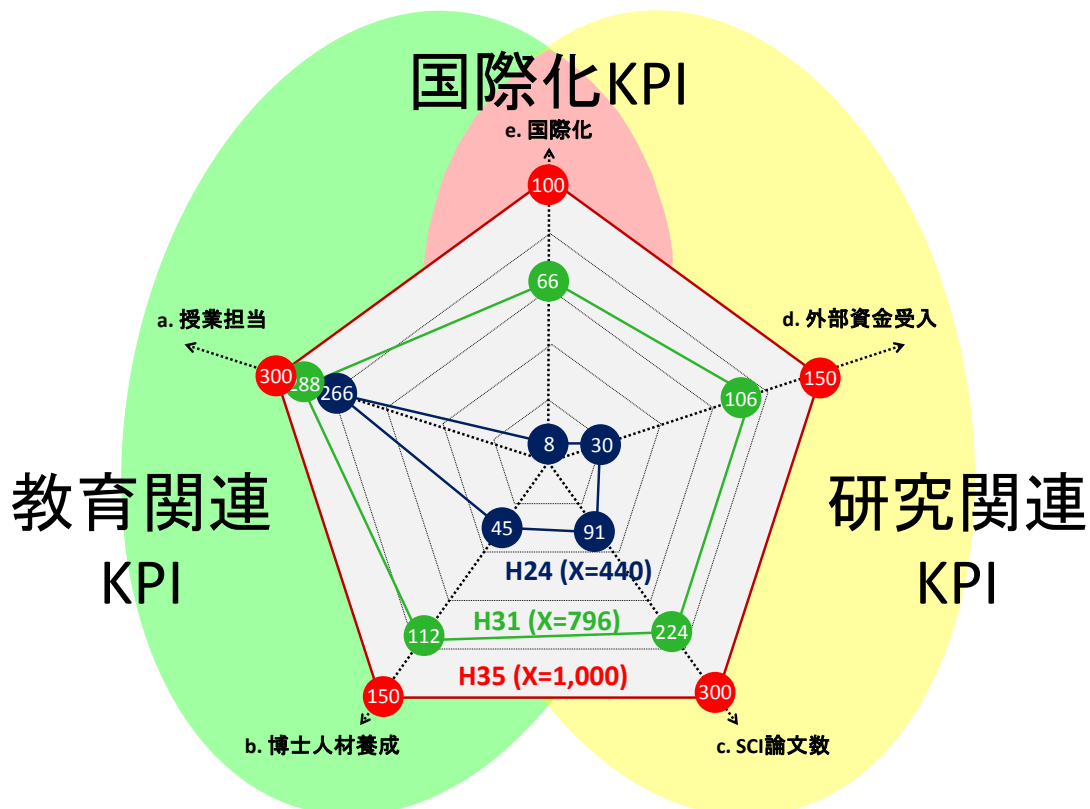 国際化KPI
e. 国際化
100
66
a. 授業担当
d. 外部資金受入
300
288
266
150
106
8
30
教育関連
KPI
研究関連
KPI
45
91
H24 (X=440)
H31 (X=796)
112
224
H35 (X=1,000)
150
300
b. 博士人材養成
c. SCI論文数